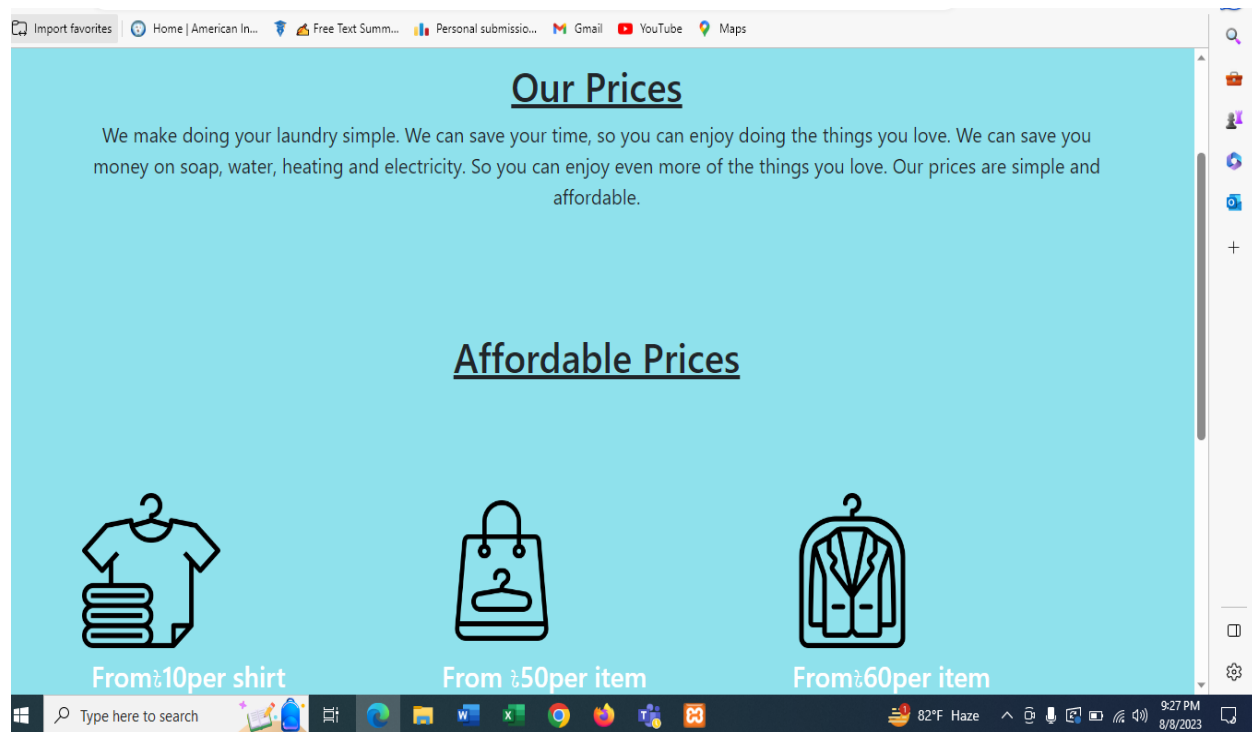 Import favorites Home | American In... Free Text Summ... Personal submissio... Gmail YouTube Maps
Our Prices
We make doing your laundry simple. We can save your time, so you can enjoy doing the things you love. We can save you
money on soap, water, heating and electricity. So you can enjoy even more of the things you love. Our prices are simple and
affordable.
Affordable Prices
From৳10per shirt From ৳50per item From৳60per item
Type here to search 82°F Haze 9:27 PM
8/8/2023